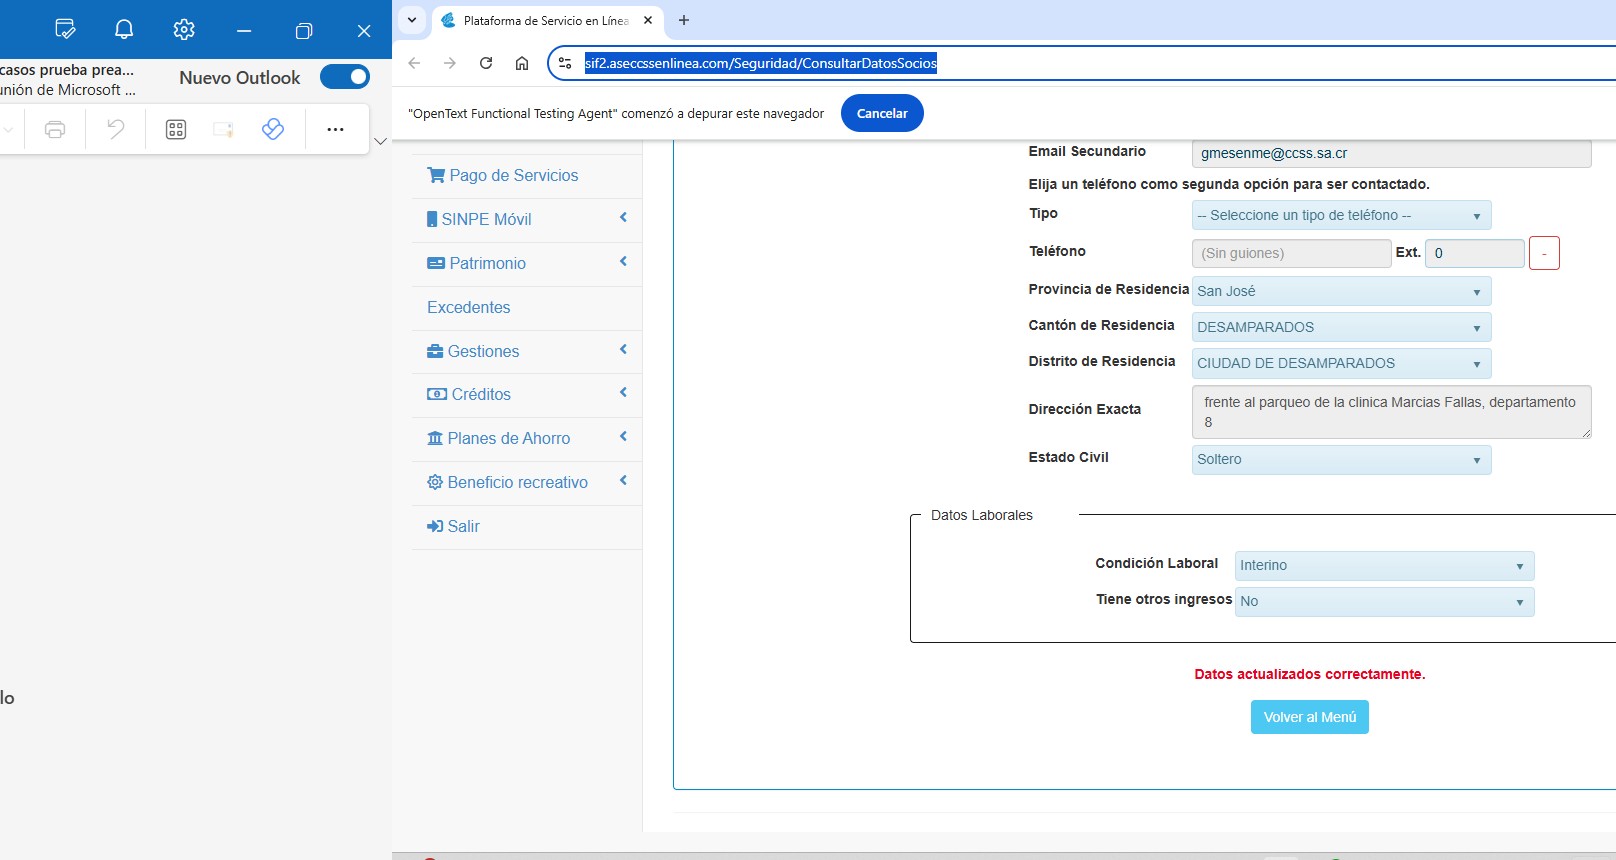 casos prueba prea...
unión de Microsoft ...
Nuevo Outlook
lo
Plataforma de Servicio en Línea
sif2.aseccssenlinea.com/Seguridad/ConsultarDatosSocios
"OpenText Functional Testing Agent" comenzó a depurar este navegador
Cancelar
Pago de Servicios
SINPE Móvil
Patrimonio
Excedentes
Gestiones
Créditos
Planes de Ahorro
Beneficio recreativo
Salir
Email Secundario gmesenme@ccss.sa.cr
Elija un teléfono como segunda opción para ser contactado.
Tipo -- Seleccione un tipo de teléfono --
Teléfono (Sin guiones) Ext. 0 -
Provincia de Residencia San José
Cantón de Residencia DESAMPARADOS
Distrito de Residencia CIUDAD DE DESAMPARADOS
Dirección Exacta frente al parqueo de la clinica Marcias Fallas, departamento
8
Estado Civil Soltero
Datos Laborales
Condición Laboral Interino
Tiene otros ingresos No
Datos actualizados correctamente.
Volver al Menú